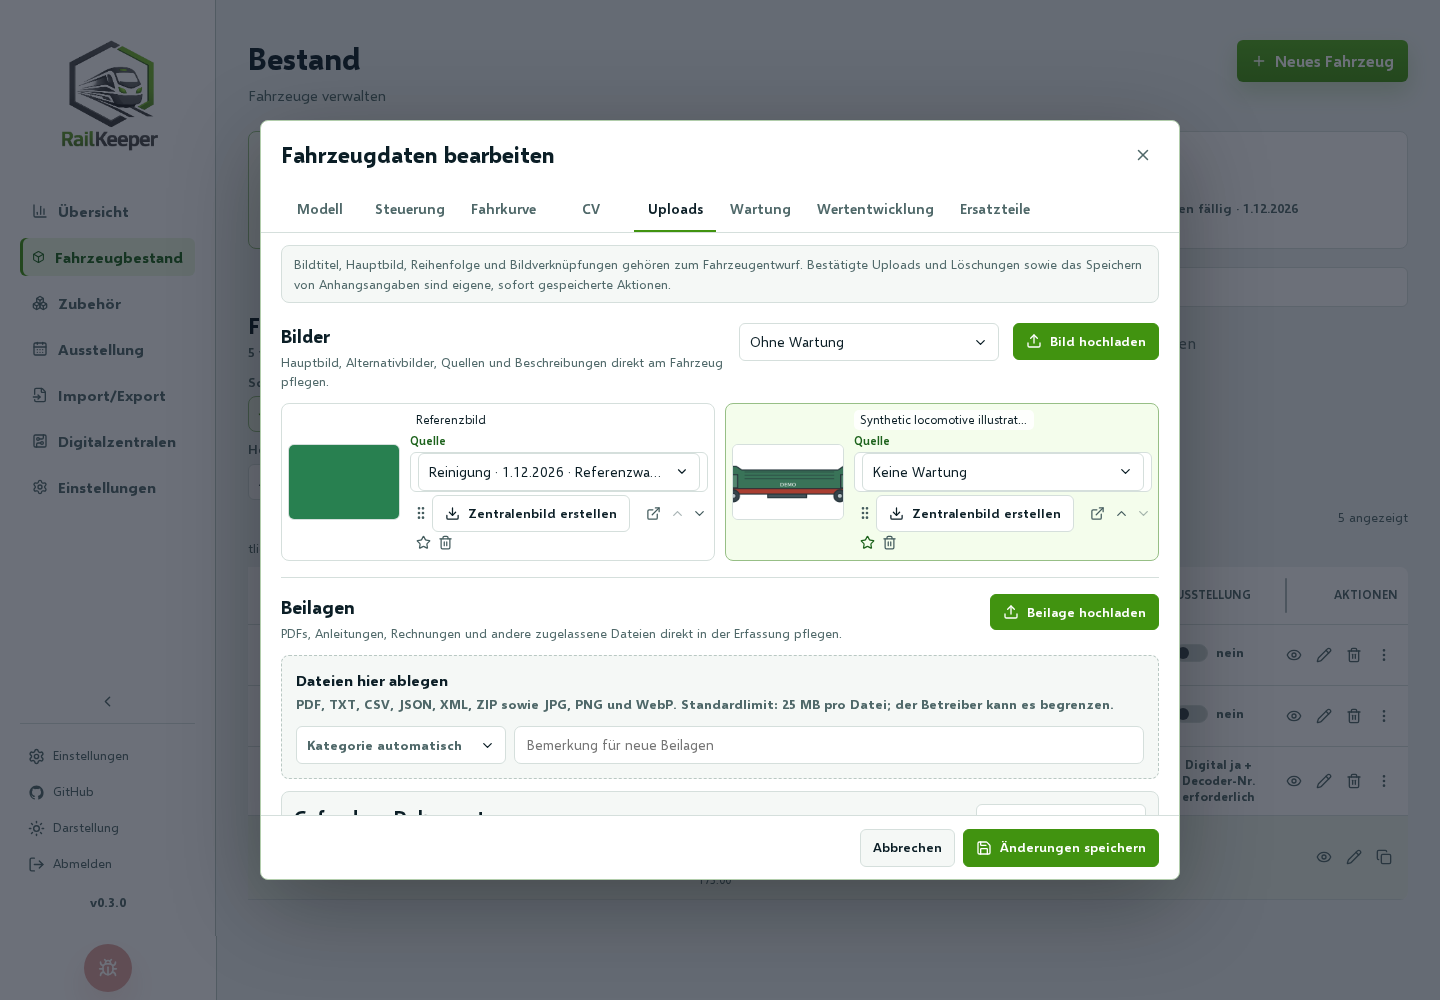 RailKeeper
Übersicht
Fahrzeugbestand
Zubehör
Ausstellung
Import/Export
Digitalzentralen
Einstellungen
Einstellungen
GitHub
Darstellung
Abmelden
v0.3.0
Bestand
Fahrzeuge verwalten
Neues Fahrzeug
fällig · 1.12.2026
5 angezeigt
AKTIONEN
nein
nein
Digital ja +
Decoder-Nr.
erforderlich
Fahrzeugdaten bearbeiten
Modell Steuerung Fahrkurve CV Uploads Wartung Wertentwicklung Ersatzteile
Bildtitel, Hauptbild, Reihenfolge und Bildverknüpfungen gehören zum Fahrzeugentwurf. Bestätigte Uploads und Löschungen sowie das Speichern
von Anhangsangaben sind eigene, sofort gespeicherte Aktionen.
Bilder
Hauptbild, Alternativbilder, Quellen und Beschreibungen direkt am Fahrzeug
pflegen.
Ohne Wartung
Bild hochladen
Referenzbild
Quelle
Reinigung · 1.12.2026 · Referenzwa...
Zentralenbild erstellen
Synthetic locomotive illustrat...
Quelle
DEMO
Keine Wartung
Zentralenbild erstellen
Beilagen
PDFs, Anleitungen, Rechnungen und andere zugelassene Dateien direkt in der Erfassung pflegen.
Beilage hochladen
Dateien hier ablegen
PDF, TXT, CSV, JSON, XML, ZIP sowie JPG, PNG und WebP. Standardlimit: 25 MB pro Datei; der Betreiber kann es begrenzen.
Kategorie automatisch
Bemerkung für neue Beilagen
Abbrechen
Änderungen speichern